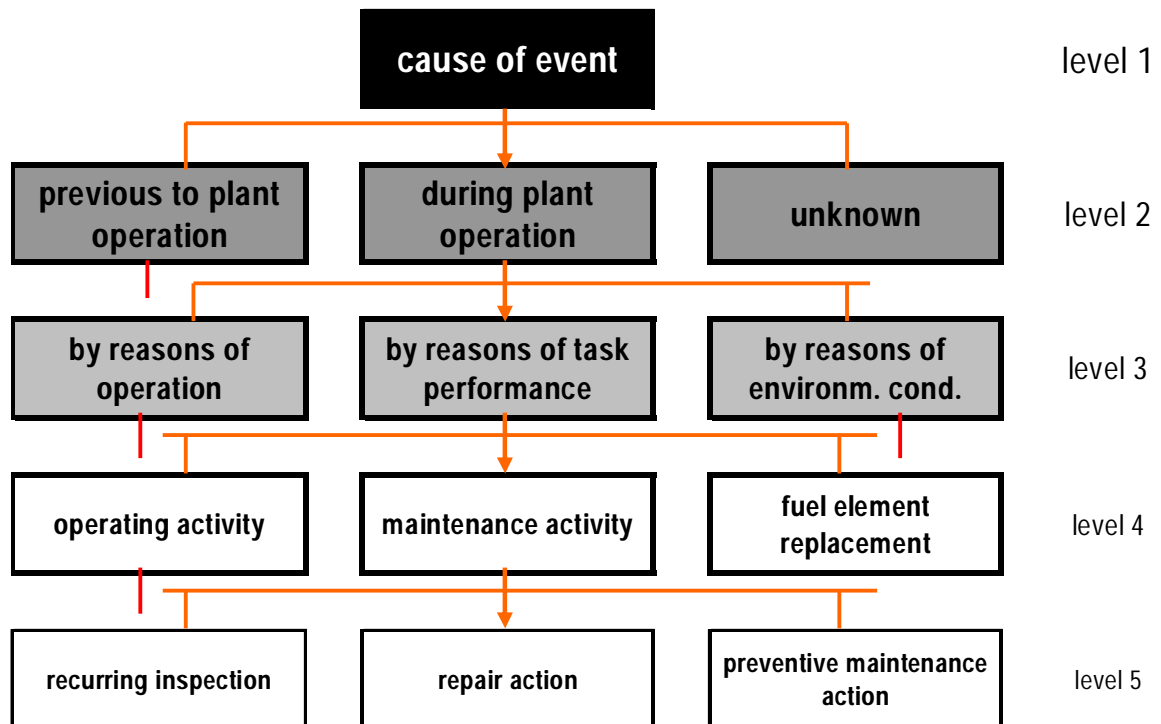 cause of event
level 1
previous to plant
operation
during plant
operation
unknown
level 2
by reasons of
operation
by reasons of task
performance
by reasons of
environm. cond.
level 3
operating activity
maintenance activity
fuel element
replacement
level 4
recurring inspection
repair action
preventive maintenance
action
level 5